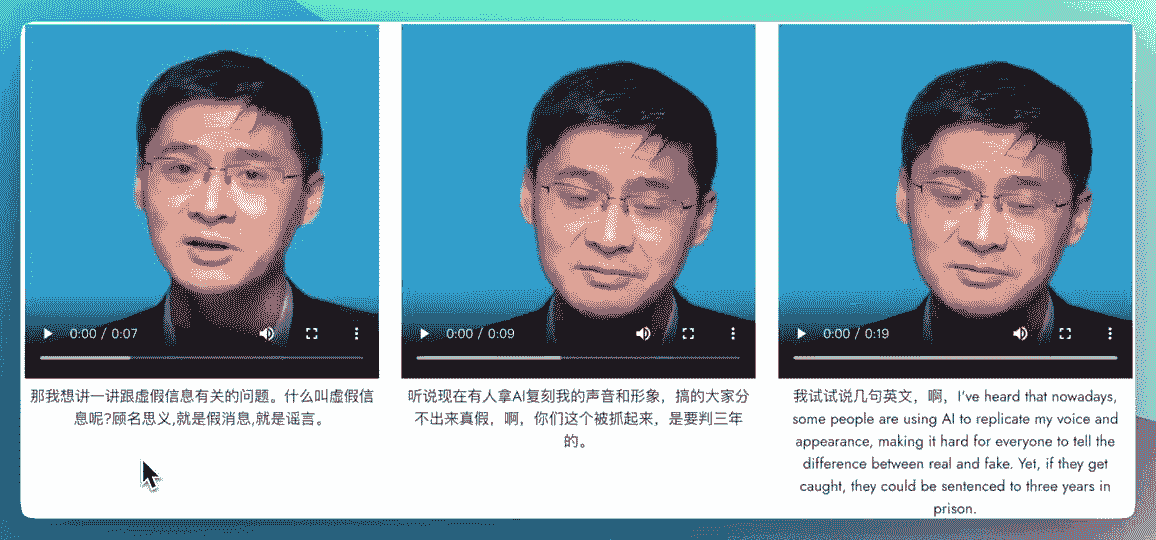 0:00 / 0:07
那我想讲一讲跟虚假信息有关的问题。什么叫虚假信
息呢?顾名思义,就是假消息,就是谣言。
0:00 / 0:09
听说现在有人拿AI复刻我的声音和形象，搞的大家分
不出来真假，啊，你们这个被抓起来，是要判三年
的。
0:00 / 0:19
我试试说几句英文，啊，I've heard that nowadays,
some people are using AI to replicate my voice and
appearance, making it hard for everyone to tell the
difference between real and fake. Yet, if they get
caught, they could be sentenced to three years in
prison.